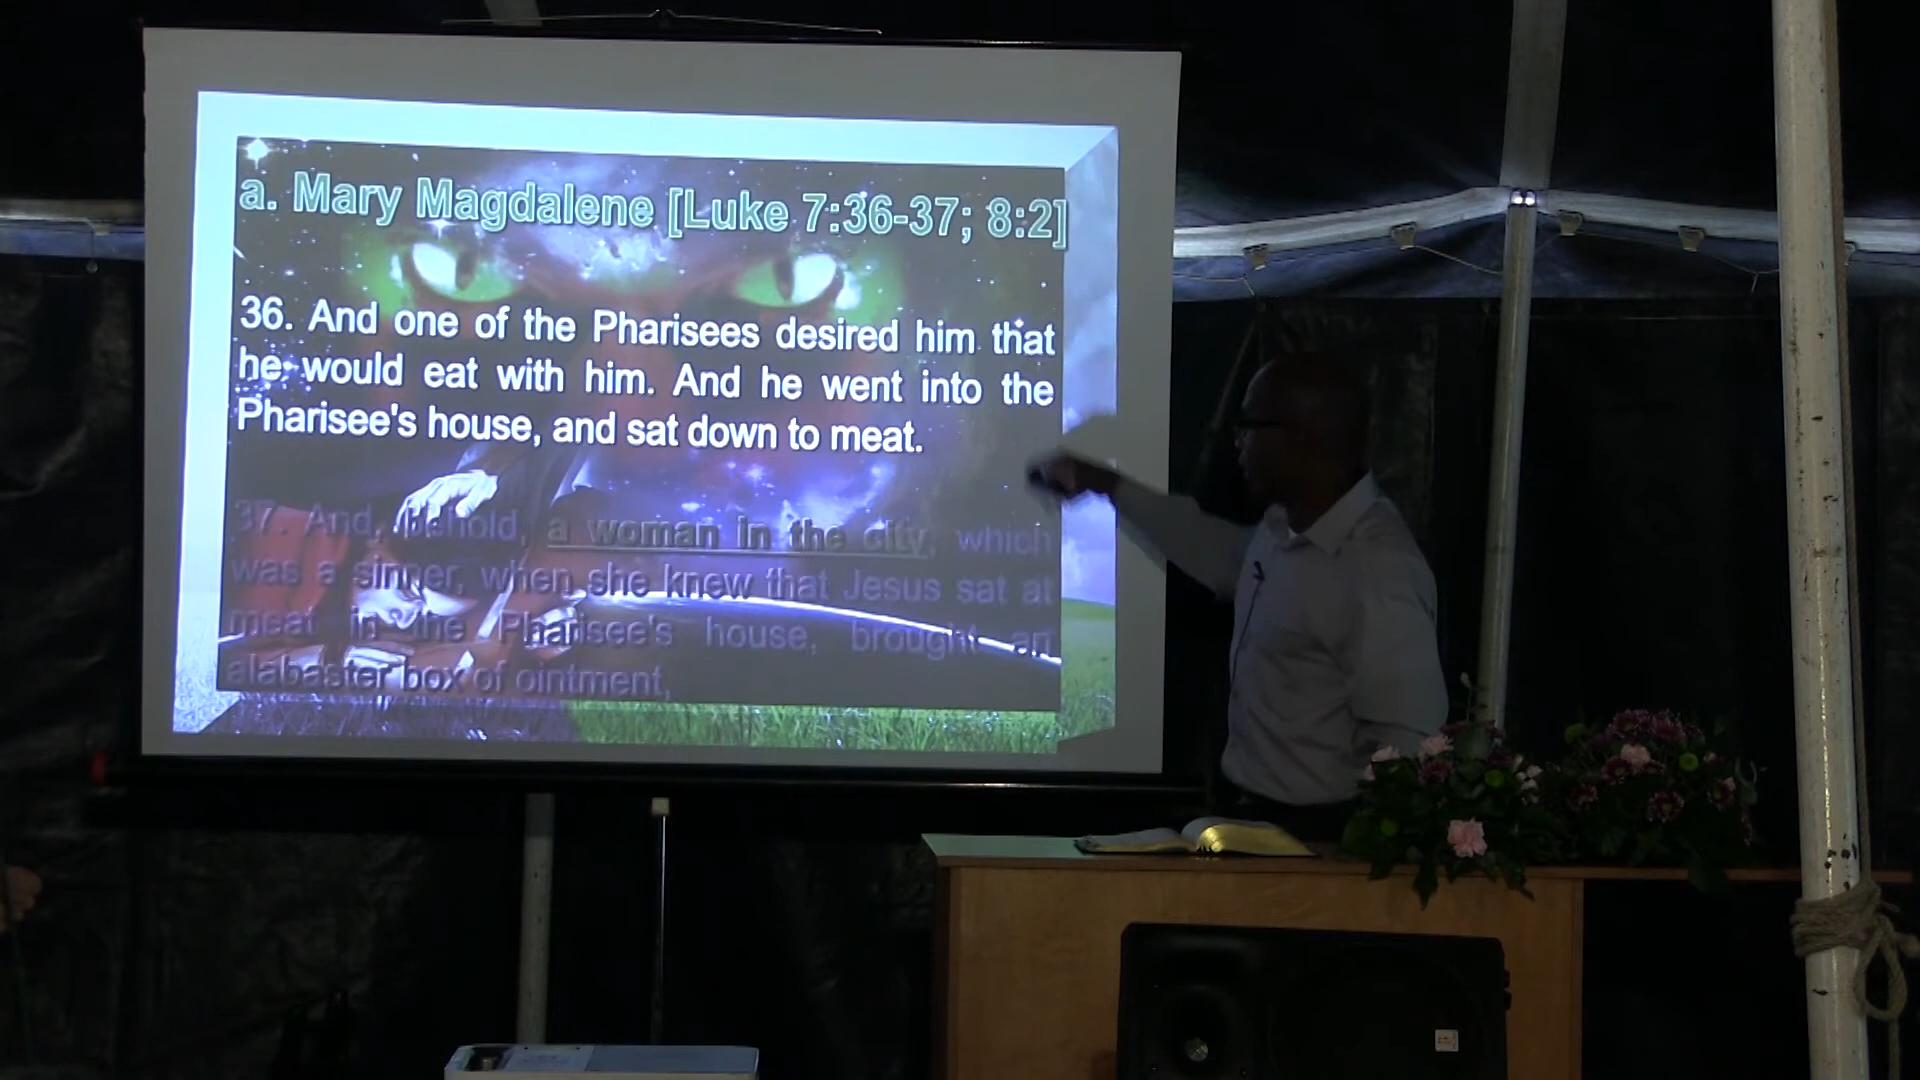 a. Mary Magdalene [Luke 7:36-37; 8:2]
36. And one of the Pharisees desired him that
he would eat with him. And he went into the
Pharisee's house, and sat down to meat.
37. And, behold, a woman in the city, which
was a sinner, when she knew that Jesus sat at
meat in the Pharisee's house, brought an
alabaster box of ointment,